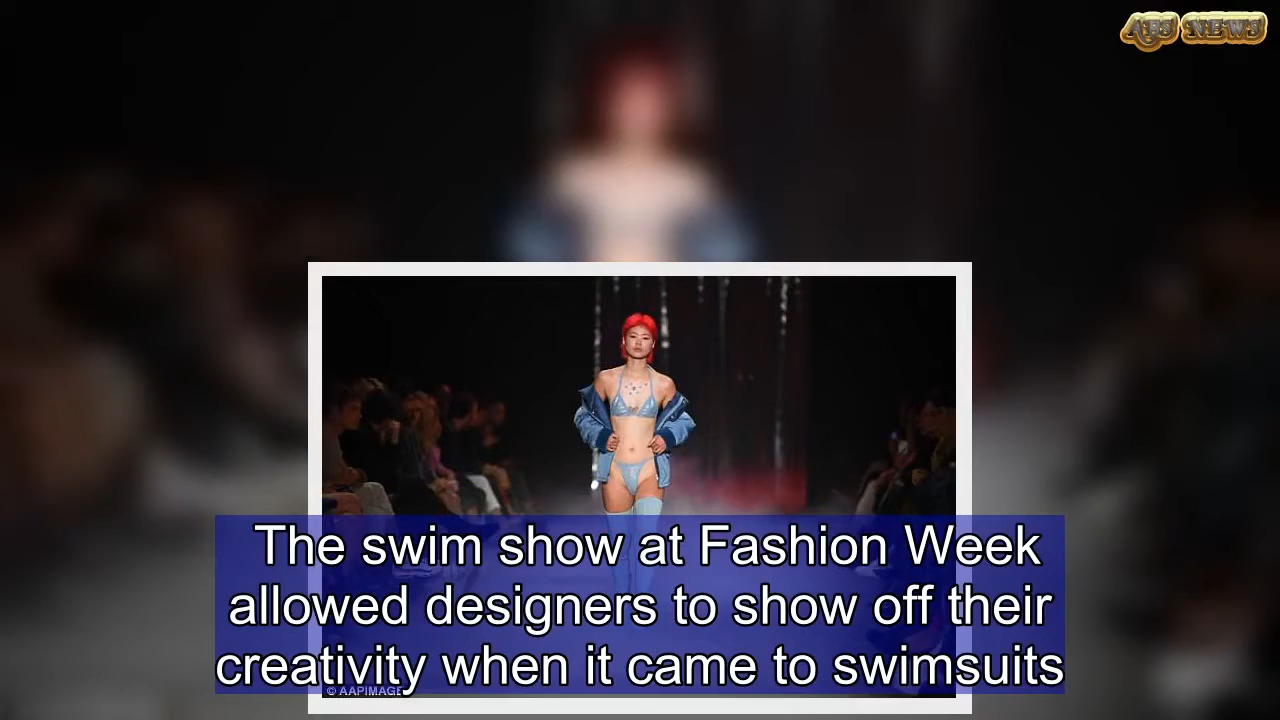 ABS NEWS
The swim show at Fashion Week
allowed designers to show off their
creativity when it came to swimsuits
© AAPIMAGE